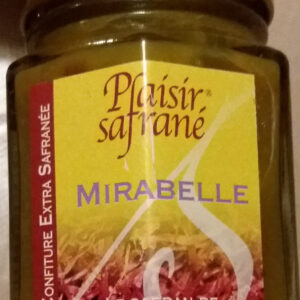 Plaisir®
safrané
MIRABELLE
CONFITURE EXTRA SAFRANÉE